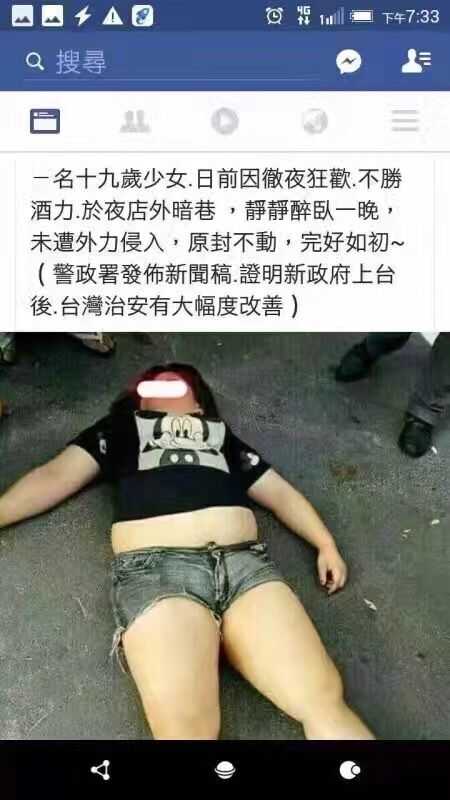 4G
下午7:33
搜尋
一名十九歲少女.日前因徹夜狂歡.不勝
酒力.於夜店外暗巷，靜靜醉臥一晚，
未遭外力侵入，原封不動，完好如初~
（警政署發佈新聞稿.證明新政府上台
後.台灣治安有大幅度改善）